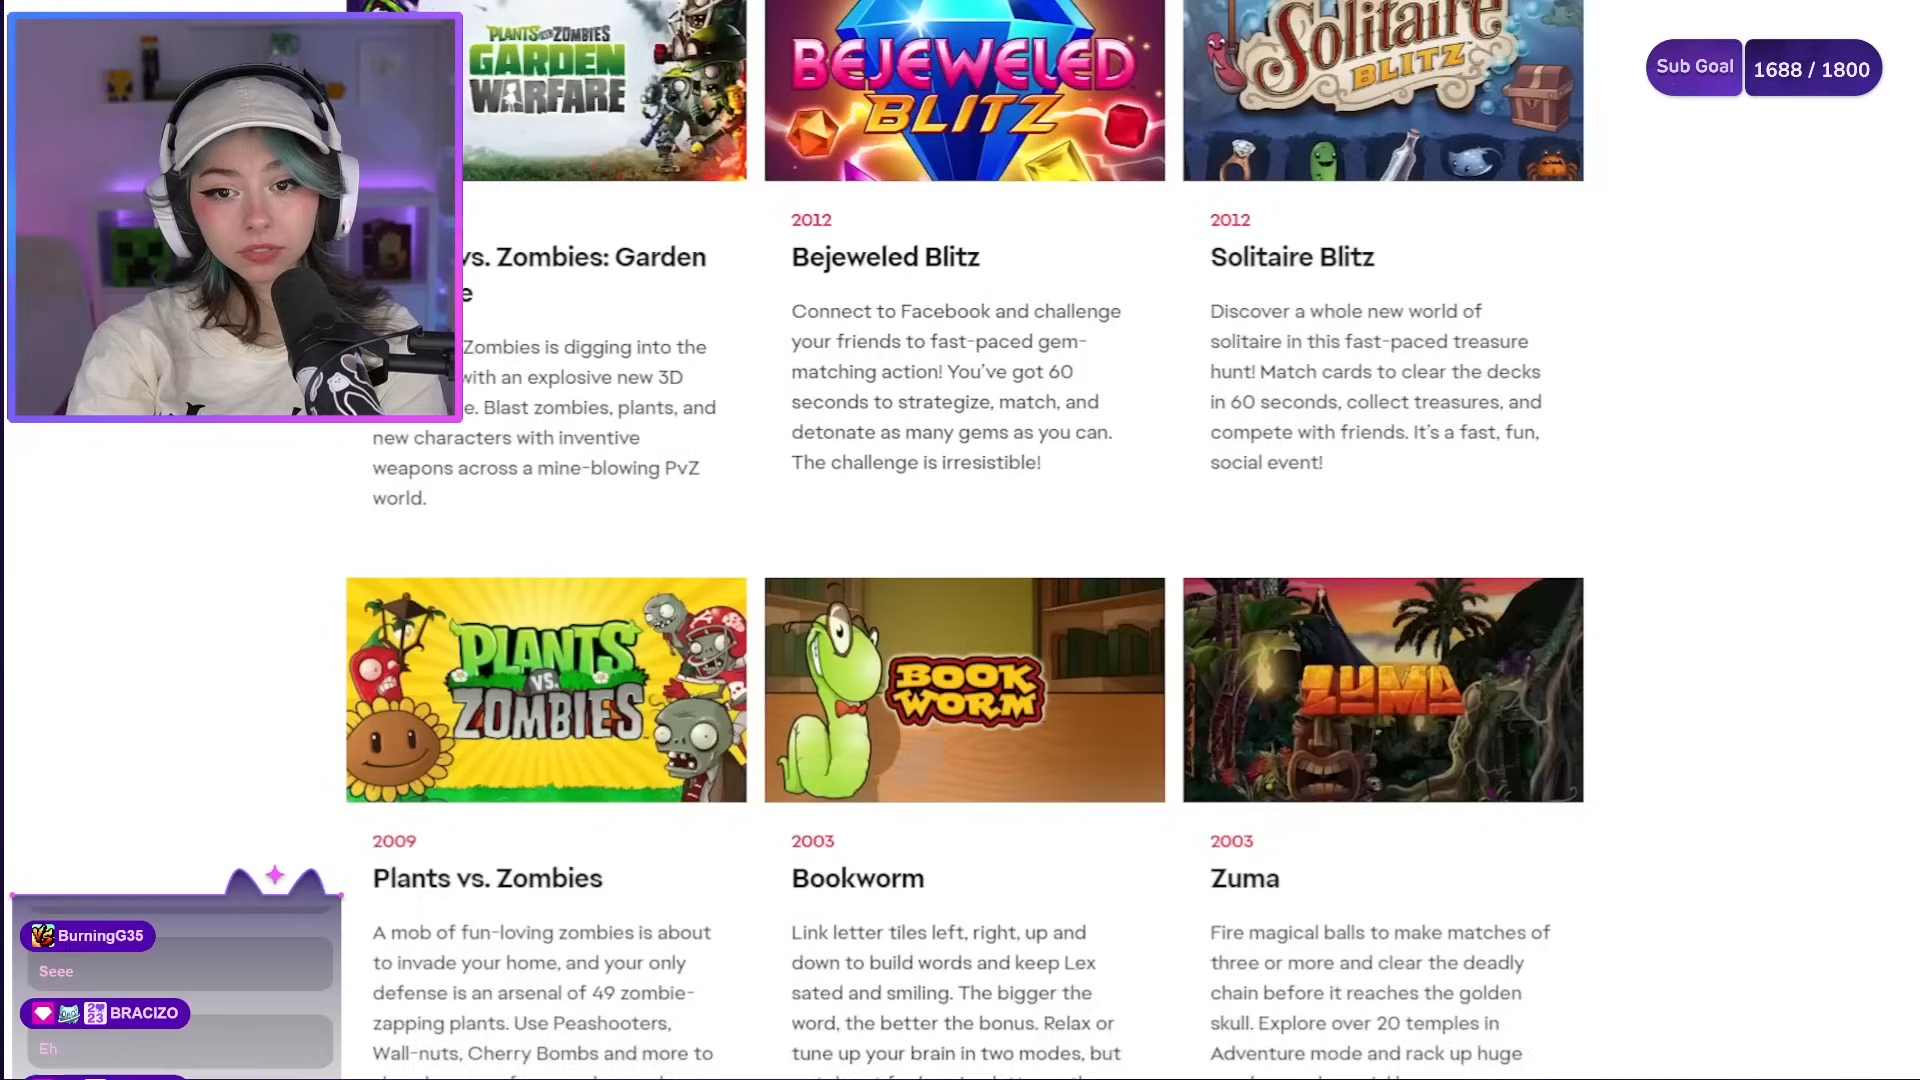 Sub Goal
1688 / 1800
PLANTS VS ZOMBIES
GARDEN
WARFARE
BEJEWELED
BLITZ
Solitaire
BLITZ
vs. Zombies: Garden
e
Zombies is digging into the
with an explosive new 3D
e. Blast zombies, plants, and
new characters with inventive
weapons across a mine-blowing PvZ
world.
2012
Bejeweled Blitz
Connect to Facebook and challenge
your friends to fast-paced gem-
matching action! You’ve got 60
seconds to strategize, match, and
detonate as many gems as you can.
The challenge is irresistible!
2012
Solitaire Blitz
Discover a whole new world of
solitaire in this fast-paced treasure
hunt! Match cards to clear the decks
in 60 seconds, collect treasures, and
compete with friends. It’s a fast, fun,
social event!
PLANTS
VS.
ZOMBIES
BOOK
WORM
ZUMA
2009
Plants vs. Zombies
A mob of fun-loving zombies is about
to invade your home, and your only
defense is an arsenal of 49 zombie-
zapping plants. Use Peashooters,
Wall-nuts, Cherry Bombs and more to
2003
Bookworm
Link letter tiles left, right, up and
down to build words and keep Lex
sated and smiling. The bigger the
word, the better the bonus. Relax or
tune up your brain in two modes, but
2003
Zuma
Fire magical balls to make matches of
three or more and clear the deadly
chain before it reaches the golden
skull. Explore over 20 temples in
Adventure mode and rack up huge
BurningG35
Seee
BRACIZO
Eh